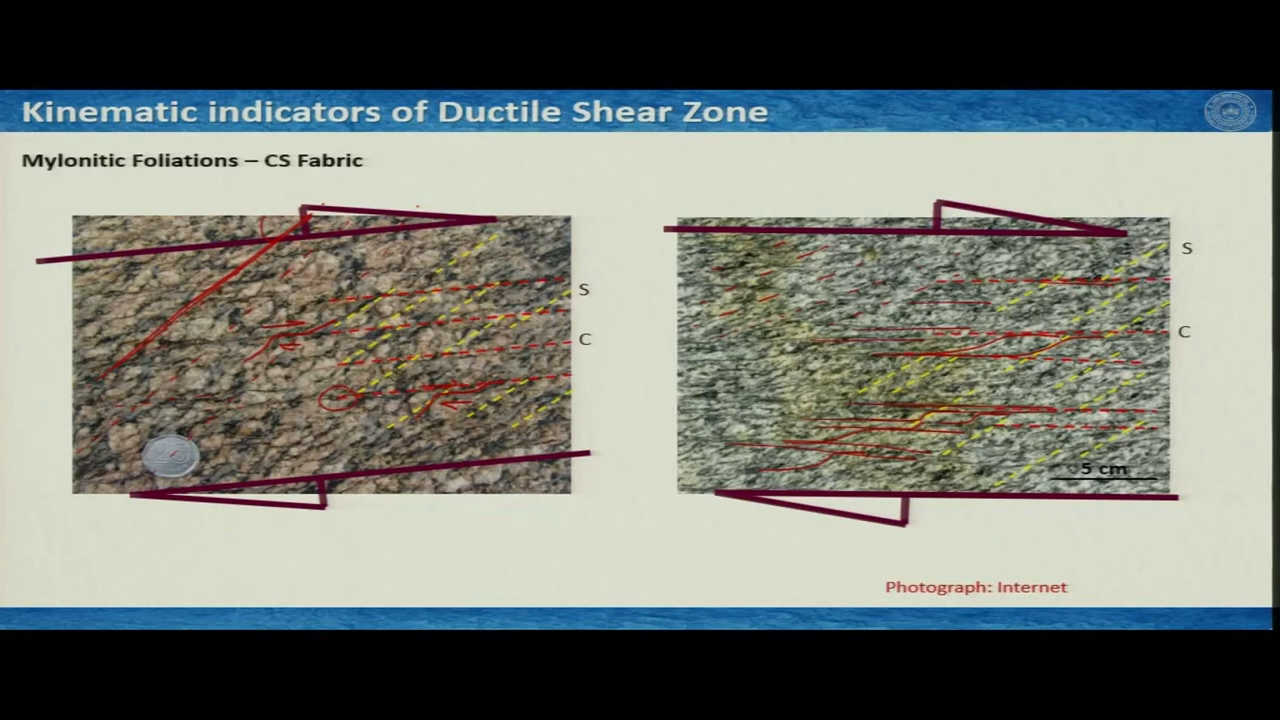 Kinematic indicators of Ductile Shear Zone
Mylonitic Foliations – CS Fabric
S
C
S
C
5 cm
Photograph: Internet